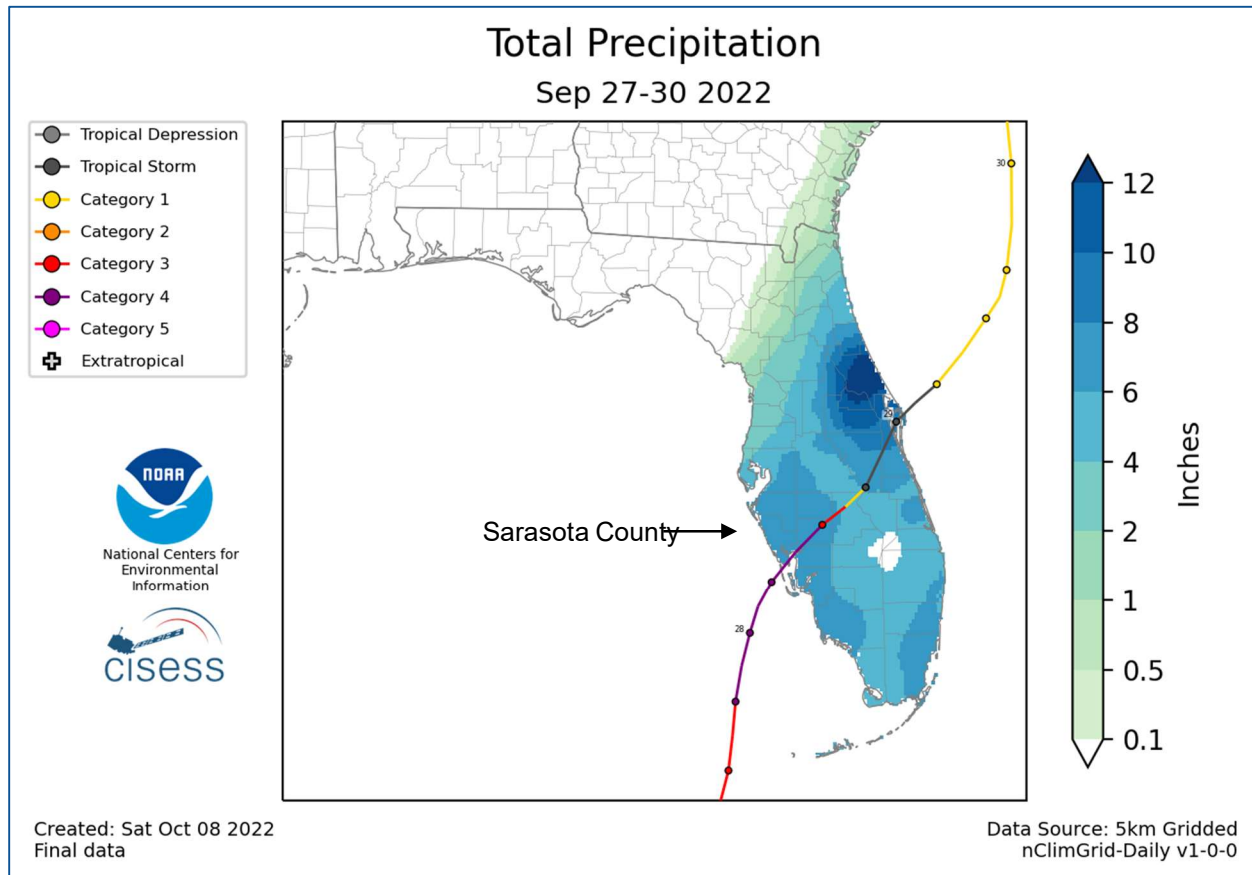 Total Precipitation
Sep 27-30 2022
Tropical Depression
Tropical Storm
Category 1
Category 2
Category 3
Category 4
Category 5
Extratropical
NOAA
National Centers for
Environmental
Information
CISESS
Sarasota County
30
29
28
12
10
8
6
4
2
1
0.5
0.1
Inches
Created: Sat Oct 08 2022
Final data
Data Source: 5km Gridded
nClimGrid-Daily v1-0-0